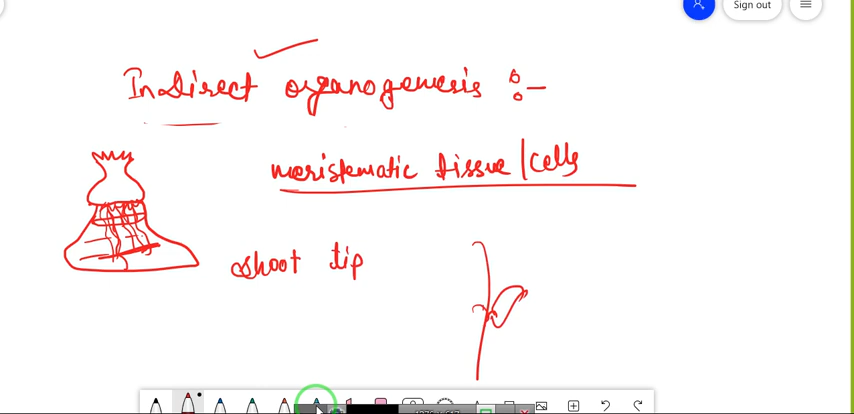 Sign out
Indirect organogenesis :-
meristematic tissue/cells
shoot tip